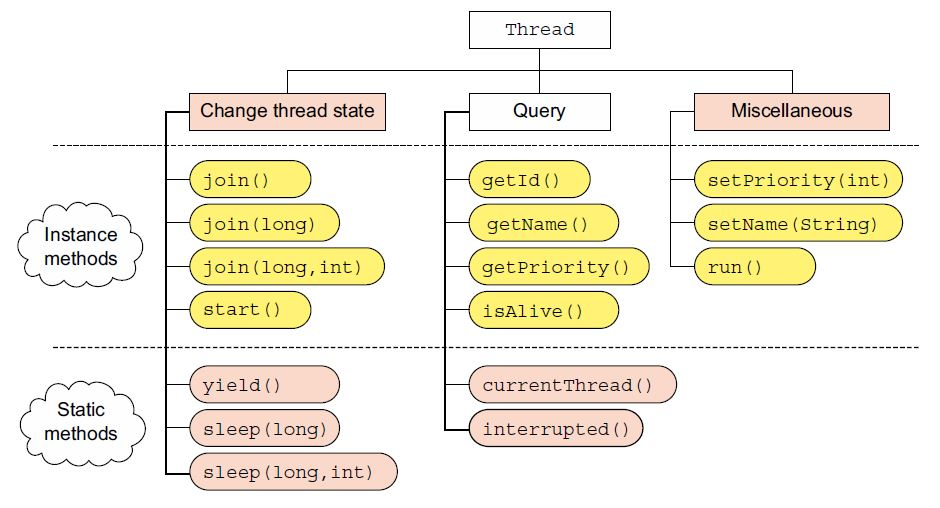 Thread
Change thread state
Query
Miscellaneous
Instance
methods
join()
join(long)
join(long,int)
start()
getId()
getName()
getPriority()
isAlive()
setPriority(int)
setName(String)
run()
Static
methods
yield()
sleep(long)
sleep(long,int)
currentThread()
interrupted()